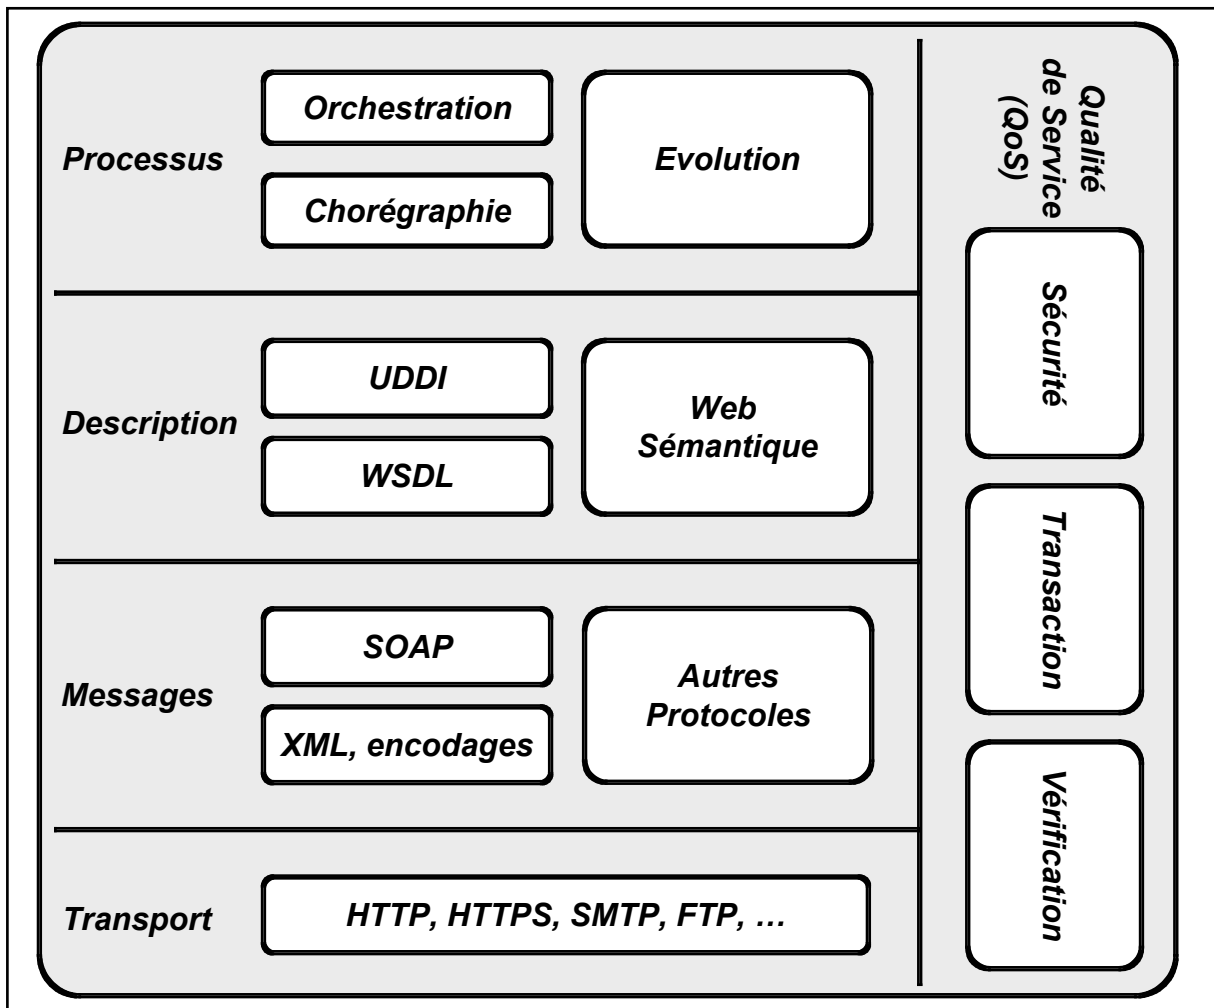 Processus
Orchestration
Chorégraphie
Evolution
Description
UDDI
WSDL
Web
Sémantique
Messages
SOAP
XML, encodages
Autres
Protocoles
Transport
HTTP, HTTPS, SMTP, FTP, …
Qualité
de Service
(QoS)
Sécurité
Transaction
Vérification